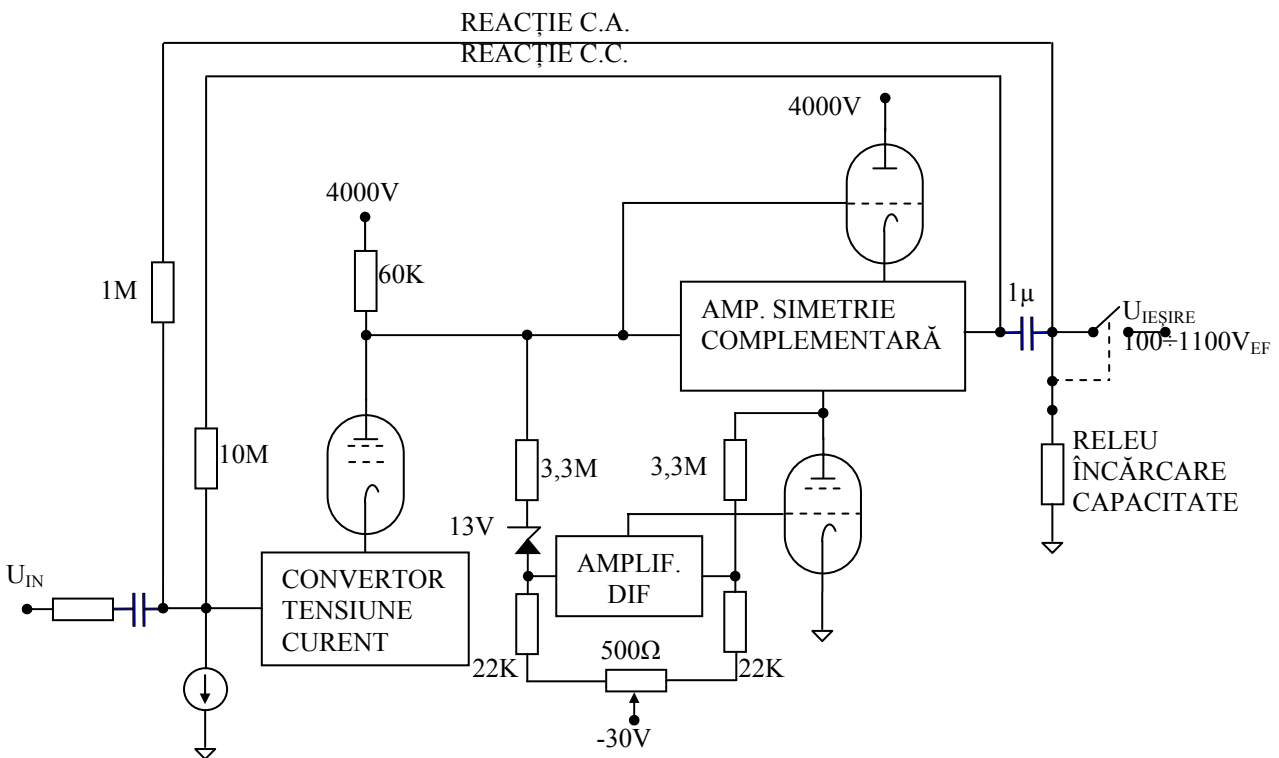 REACȚIE C.A.
REACȚIE C.C.
4000V
4000V
60K
1M
1µ
AMP. SIMETRIE
COMPLEMENTARĂ
UIEȘIRE
100÷1100VEF
10M
3,3M
3,3M
RELEU
ÎNCĂRCARE
CAPACITATE
13V
AMPLIF.
DIF
UIN
CONVERTOR
TENSIUNE
CURENT
500Ω
22K
22K
-30V